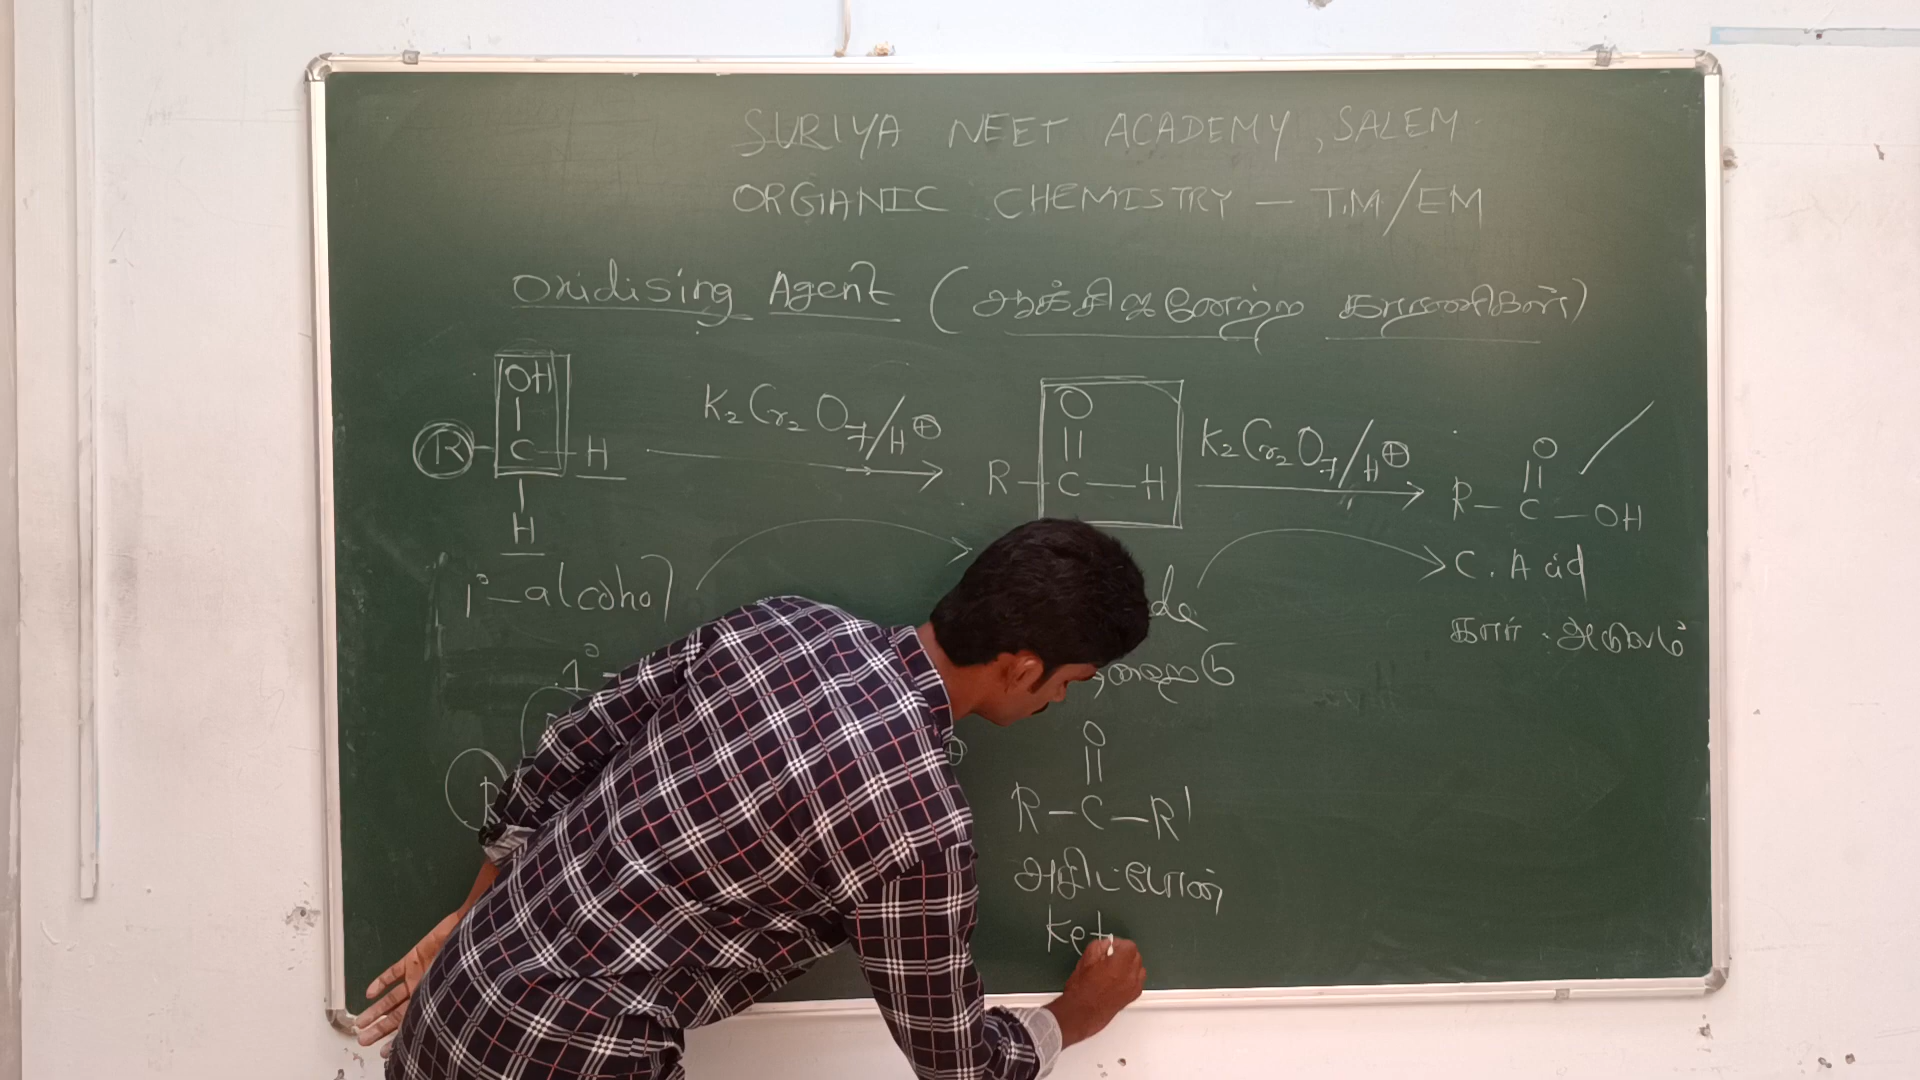 SURIYA NEET ACADEMY, SALEM.
ORGANIC CHEMISTRY – T.M/EM
Oxidising Agent (ஆக்சிஜனேற்ற காரணிகள்)
OH
R–C–H
H
K₂Cr₂O₇/H⊕
O
R–C–H
K₂Cr₂O₇/H⊕
O
R–C–OH
1°–alcohol
C. Acid
கார். அமிலம்
1°
R
⊕
O
R–C–R'
கீட்டோன்
Ket